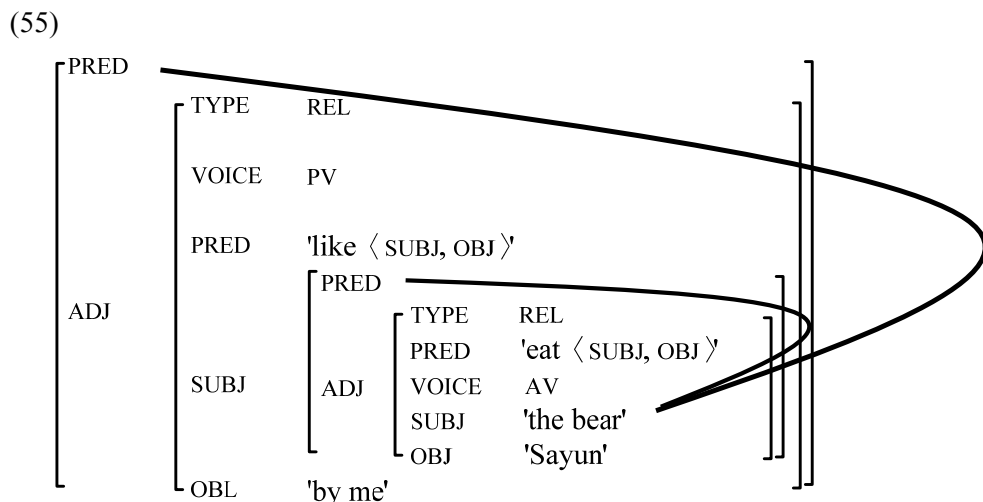 (55)
PRED
TYPE REL
VOICE PV
PRED 'like〈SUBJ, OBJ〉'
PRED
ADJ TYPE REL
PRED 'eat〈SUBJ, OBJ〉'
SUBJ ADJ VOICE AV
SUBJ 'the bear'
OBJ 'Sayun'
OBL 'by me'